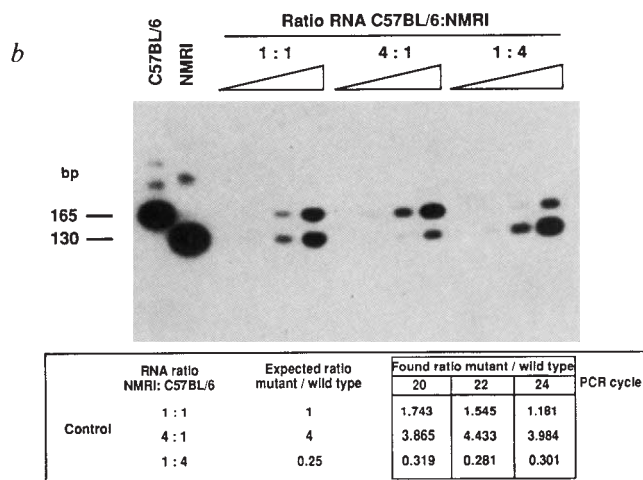 b
Ratio RNA C57BL/6:NMRI
C57BL/6
NMRI
1 : 1
4 : 1
1 : 4
bp
165
130
RNA ratio
NMRI: C57BL/6
Expected ratio
mutant / wild type
Found ratio mutant / wild type
20 22 24
PCR cycle
Control
1 : 1 1 1.743 1.545 1.181
4 : 1 4 3.865 4.433 3.984
1 : 4 0.25 0.319 0.281 0.301